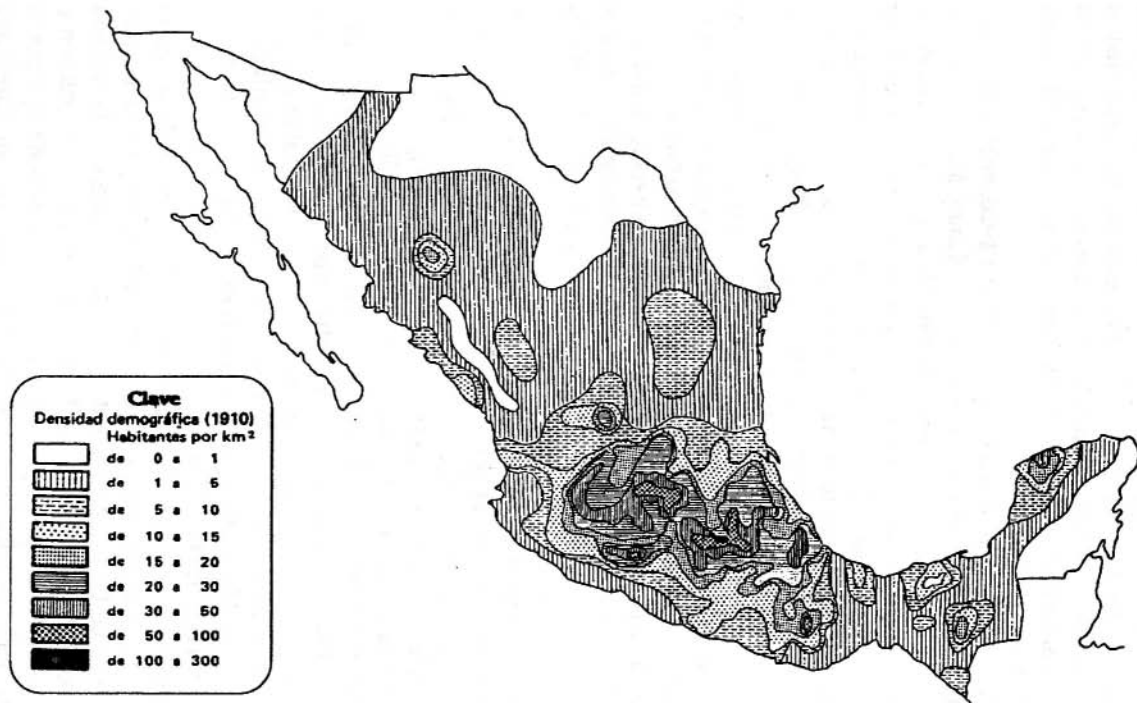 Clave
Densidad demográfica (1910)
Habitantes por km²
de 0 a 1
de 1 a 5
de 5 a 10
de 10 a 15
de 15 a 20
de 20 a 30
de 30 a 50
de 50 a 100
de 100 a 300